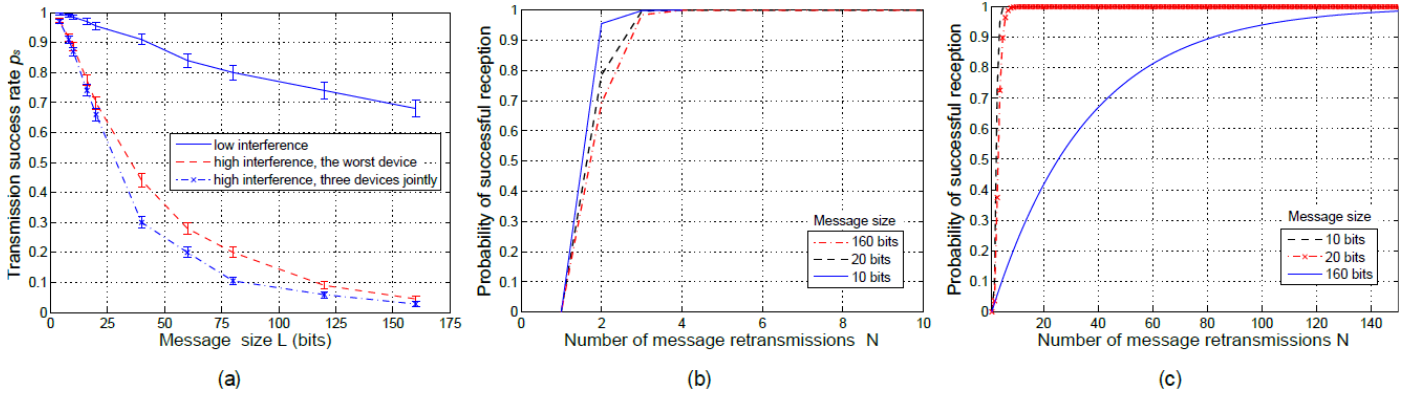 Transmission success rate ps
1
0.9
0.8
0.7
0.6
0.5
0.4
0.3
0.2
0.1
0
low interference
high interference, the worst device
high interference, three devices jointly
0 25 50 75 100 125 150 175
Message size L (bits)
(a)
Probability of successful reception
1
0.9
0.8
0.7
0.6
0.5
0.4
0.3
0.2
0.1
0
Message size
160 bits
20 bits
10 bits
0 2 4 6 8 10
Number of message retransmissions N
(b)
Probability of successful reception
1
0.9
0.8
0.7
0.6
0.5
0.4
0.3
0.2
0.1
0
Message size
10 bits
20 bits
160 bits
20 40 60 80 100 120 140
Number of message retransmissions N
(c)